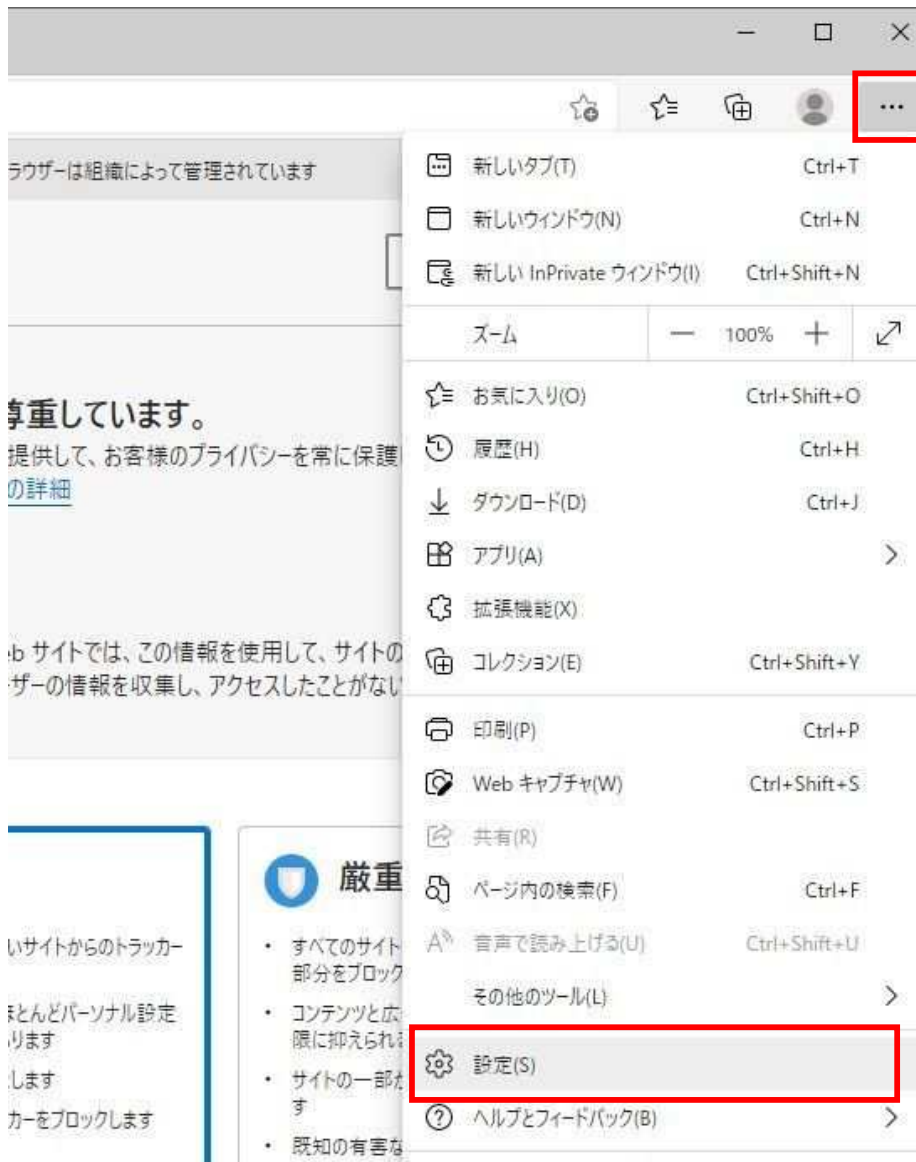 ラウザーは組織によって管理されています
尊重しています。
提供して、お客様のプライバシーを常に保護
の詳細
eb サイトでは、この情報を使用して、サイトの
ザーの情報を収集し、アクセスしたことがない
いサイトからのトラッカー
ほとんどパーソナル設定
ります
します
カーをブロックします
厳重
• すべてのサイト
部分をブロック
• コンテンツと広
限に抑えられ
• サイトの一部が
す
• 既知の有害な
新しいタブ(T) Ctrl+T
新しいウィンドウ(N) Ctrl+N
新しい InPrivate ウィンドウ(I) Ctrl+Shift+N
ズーム — 100% +
お気に入り(O) Ctrl+Shift+O
履歴(H) Ctrl+H
ダウンロード(D) Ctrl+J
アプリ(A)
拡張機能(X)
コレクション(E) Ctrl+Shift+Y
印刷(P) Ctrl+P
Web キャプチャ(W) Ctrl+Shift+S
共有(R)
ページ内の検索(F) Ctrl+F
音声で読み上げる(U) Ctrl+Shift+U
その他のツール(L)
設定(S)
ヘルプとフィードバック(B)